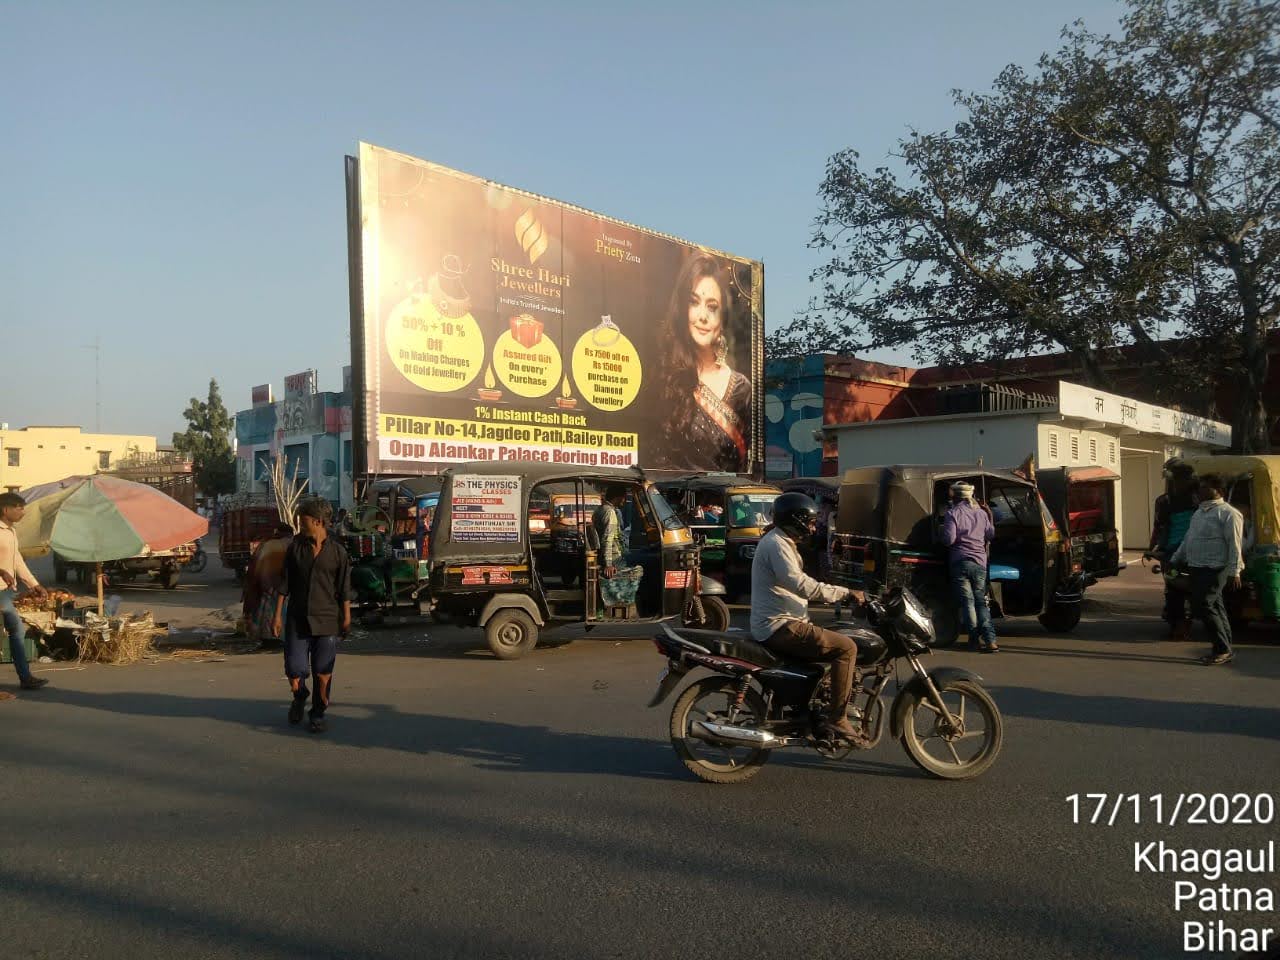 Shree Hari
Jewellers
India's Trusted Jewellers
Inaugurated By
Priety Zinta
50% + 10 %
Off
On Making Charges
Of Gold Jewellery
Assured Gift
On every
Purchase
Rs 7500 off on
Rs 15000
purchase on
Diamond
Jewellery
1% Instant Cash Back
Pillar No-14,Jagdeo Path,Bailey Road
Opp Alankar Palace Boring Road
THE PHYSICS
CLASSES
NEET
17/11/2020
Khagaul
Patna
Bihar